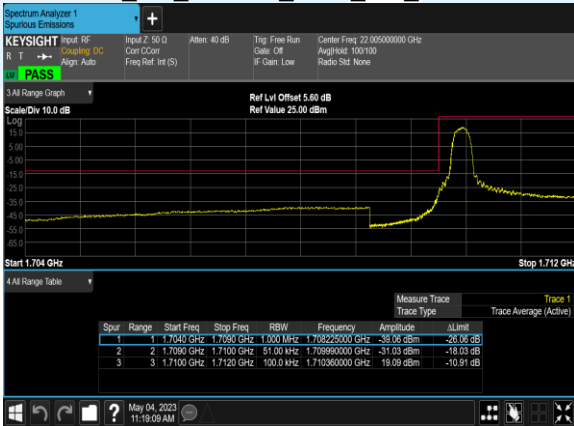 Spectrum Analyzer 1
Spurious Emissions
+
KEYSIGHT Input: RF Input Z: 50 Ω Atten: 40 dB Trig: Free Run Center Freq: 22.005000000 GHz
R T Coupling: DC Corr CCorr Gate: Off Avg|Hold: 100/100
Align: Auto Freq Ref: Int (S) IF Gain: Low Radio Std: None
PASS
3 All Range Graph
Ref Lvl Offset 5.60 dB
Scale/Div 10.0 dB Ref Value 25.00 dBm
Log
15.0
5.00
-5.00
-15.0
-25.0
-35.0
-45.0
-55.0
-65.0
Start 1.704 GHz Stop 1.712 GHz
4 All Range Table
Measure Trace Trace 1
Trace Type Trace Average (Active)
Spur Range Start Freq Stop Freq RBW Frequency Amplitude ΔLimit
1 1 1.7040 GHz 1.7090 GHz 1.000 MHz 1.708225000 GHz -39.06 dBm -26.06 dB
2 2 1.7090 GHz 1.7100 GHz 51.00 kHz 1.709990000 GHz -31.03 dBm -18.03 dB
3 3 1.7100 GHz 1.7120 GHz 100.0 kHz 1.710360000 GHz 19.09 dBm -10.91 dB
? May 04, 2023
11:19:09 AM